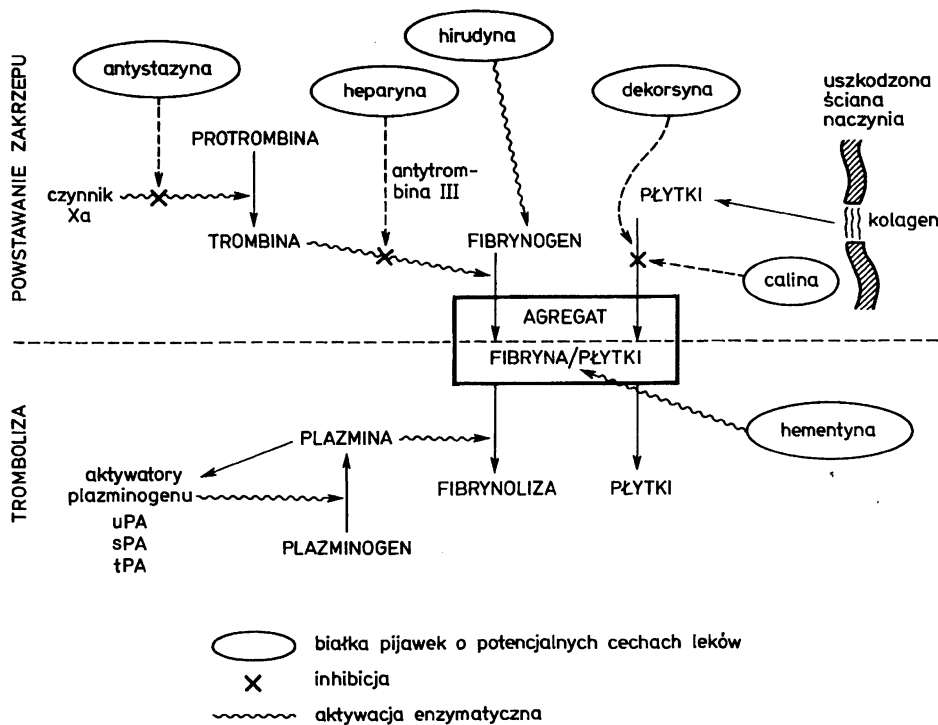 POWSTAWANIE ZAKRZEPU
antystazyna
heparyna
hirudyna
dekorsyna
uszkodzona
ściana
naczynia
PROTROMBINA
antytrom-
bina III
czynnik
Xa
PŁYTKI
kolagen
TROMBINA
FIBRYNOGEN
calina
AGREGAT
FIBRYNA/PŁYTKI
TROMBOLIZA
PLAZMINA
hementyna
aktywatory
plazminogenu
uPA
sPA
tPA
FIBRYNOLIZA
PŁYTKI
PLAZMINOGEN
białka pijawek o potencjalnych cechach leków
inhibicja
aktywacja enzymatyczna